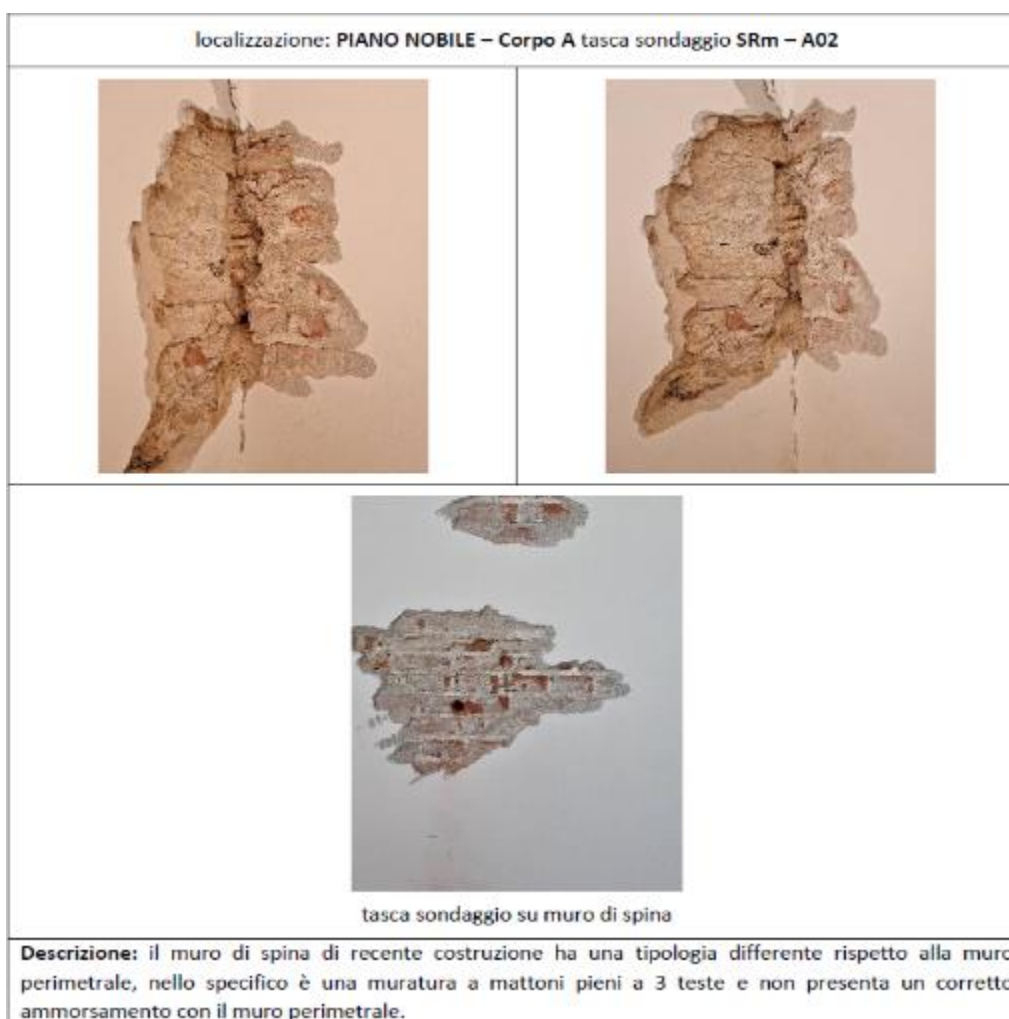 localizzazione: PIANO NOBILE – Corpo A tasca sondaggio SRm – A02
tasca sondaggio su muro di spina
Descrizione: il muro di spina di recente costruzione ha una tipologia differente rispetto alla muro
perimetrale, nello specifico è una muratura a mattoni pieni a 3 teste e non presenta un corretto
ammorsamento con il muro perimetrale.